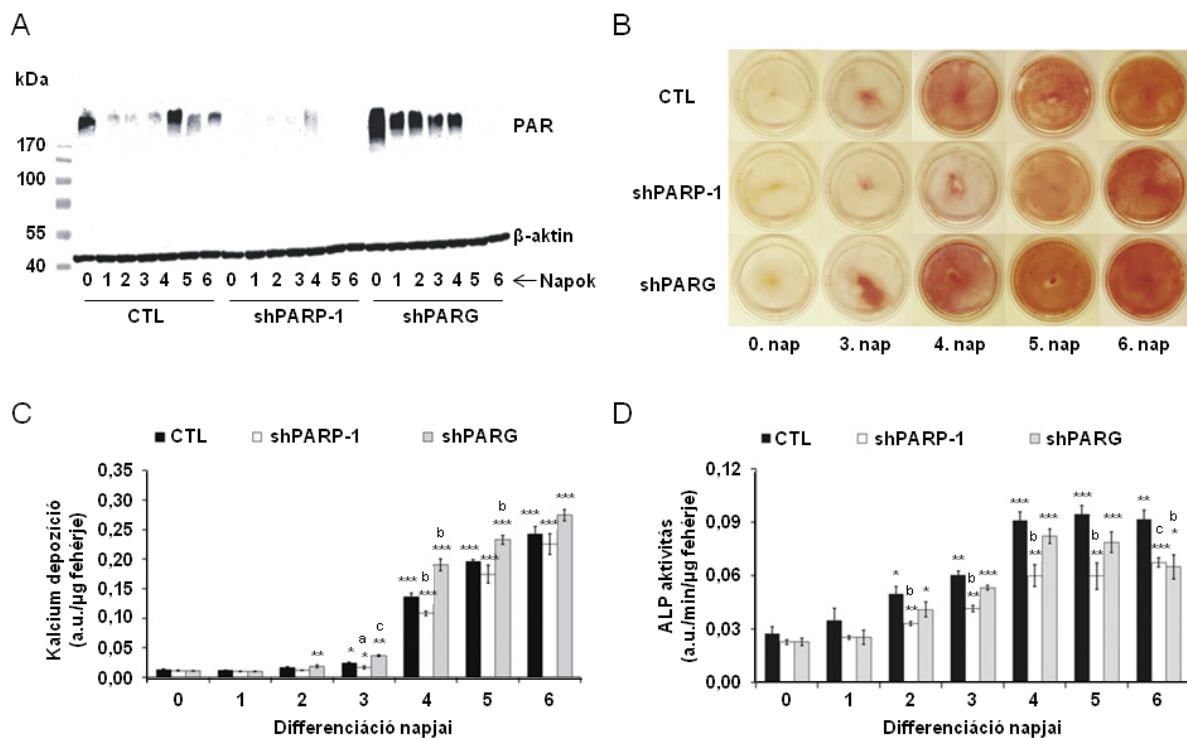 A
kDa
170
100
55
40
PAR
β-aktin
0 1 2 3 4 5 6 0 1 2 3 4 5 6 0 1 2 3 4 5 6
←Napok
CTL shPARP-1 shPARG
B
CTL
shPARP-1
shPARG
0. nap 3. nap 4. nap 5. nap 6. nap
C
CTL shPARP-1 shPARG
Kalcium depozíció
(a.u./µg fehérje)
0,35
0,30
0,25
0,20
0,15
0,10
0,05
0,00
** * a * c ** *** b *** b *** *** *** b *** *** *** ***
0 1 2 3 4 5 6
Differenciáció napjai
D
CTL shPARP-1 shPARG
ALP aktivitás
(a.u./min/µg fehérje)
0,12
0,09
0,06
0,03
0,00
* b ** * ** b ** *** *** b ** *** *** b ** *** ** c *** b *
0 1 2 3 4 5 6
Differenciáció napjai